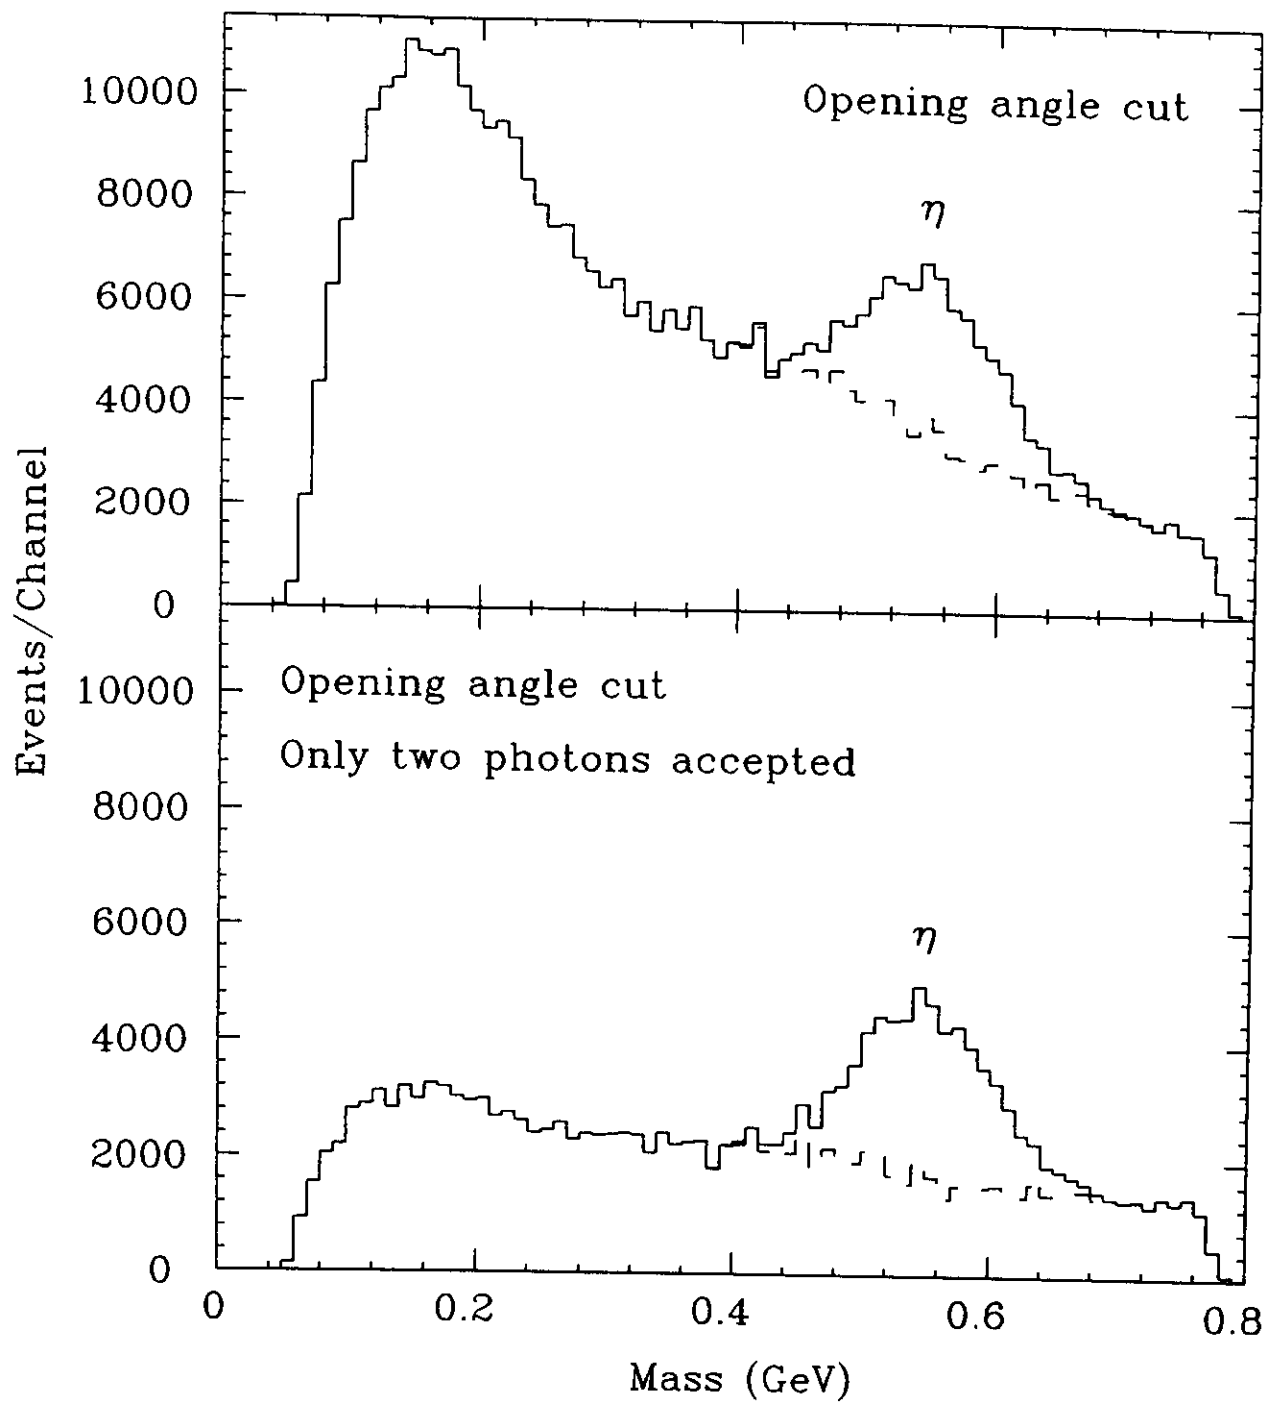 Events/Channel
10000
8000
6000
4000
2000
0
Opening angle cut
η
10000
8000
6000
4000
2000
0
Opening angle cut
Only two photons accepted
η
0 0.2 0.4 0.6 0.8
Mass (GeV)